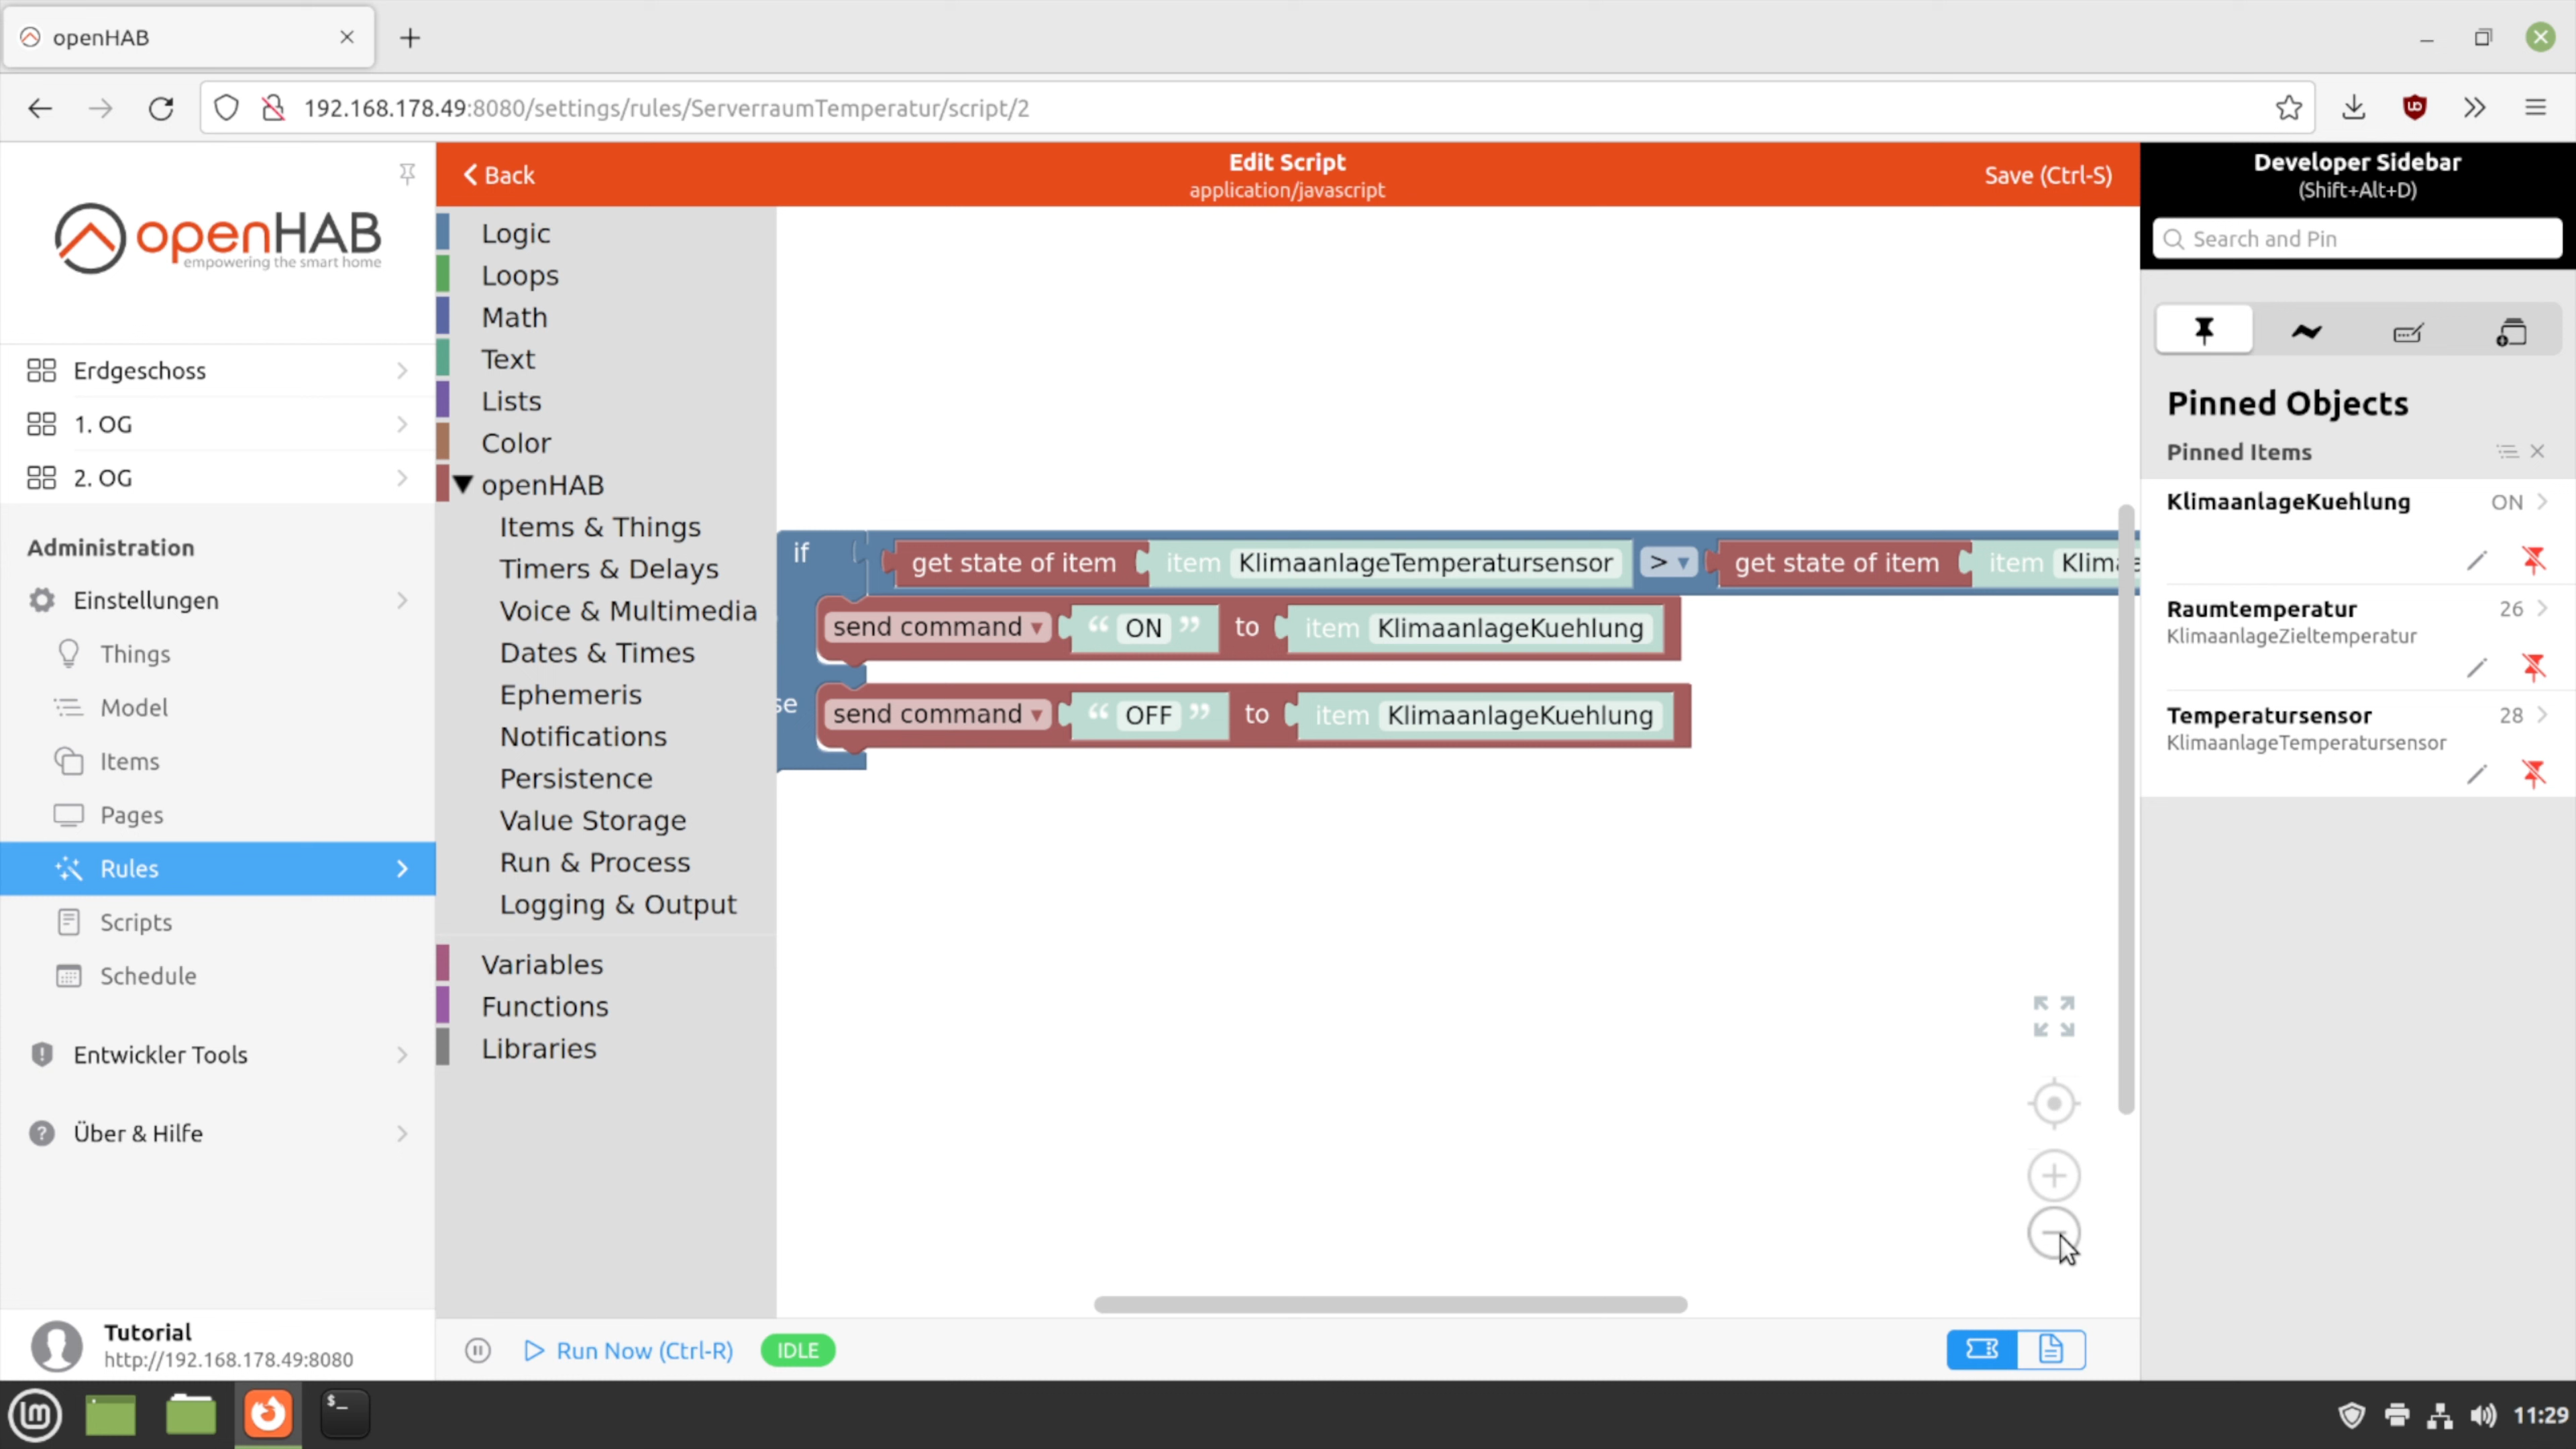 openHAB
192.168.178.49:8080/settings/rules/ServerraumTemperatur/script/2
openHAB
empowering the smart home
Erdgeschoss
1. OG
2. OG
Administration
Einstellungen
Things
Model
Items
Pages
Rules
Scripts
Schedule
Entwickler Tools
Über & Hilfe
Tutorial
http://192.168.178.49:8080
Back
Edit Script
application/javascript
Save (Ctrl-S)
Logic
Loops
Math
Text
Lists
Color
openHAB
Items & Things
Timers & Delays
Voice & Multimedia
Dates & Times
Ephemeris
Notifications
Persistence
Value Storage
Run & Process
Logging & Output
Variables
Functions
Libraries
if get state of item item KlimaanlageTemperatursensor > get state of item item Klima
send command “ ON ” to item KlimaanlageKuehlung
se send command “ OFF ” to item KlimaanlageKuehlung
Run Now (Ctrl-R) IDLE
Developer Sidebar
(Shift+Alt+D)
Search and Pin
Pinned Objects
Pinned Items
KlimaanlageKuehlung ON
Raumtemperatur 26
KlimaanlageZieltemperatur
Temperatursensor 28
KlimaanlageTemperatursensor
$_
11:29